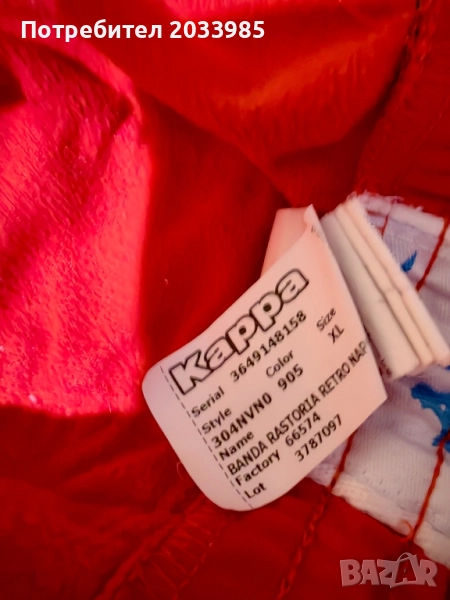 Потребител 2033985
Kappa
Serial 3649148158
Style Color Size
304NVN0 905 XL
Name
BANDA RASTORIA RETRO NAP
Factory 66574
Lot 3787097
BAZAR